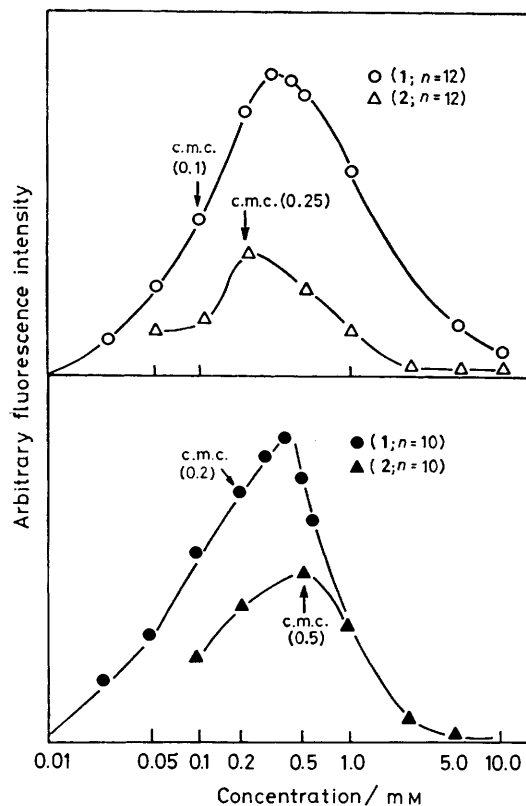 Arbitrary fluorescence intensity
○ (1; n=12)
△ (2; n=12)
c.m.c.
(0.1)
c.m.c. (0.25)
● (1; n=10)
▲ (2; n=10)
c.m.c.
(0.2)
c.m.c.
(0.5)
0.01 0.05 0.1 0.2 0.5 1.0 5.0 10.0
Concentration / mM